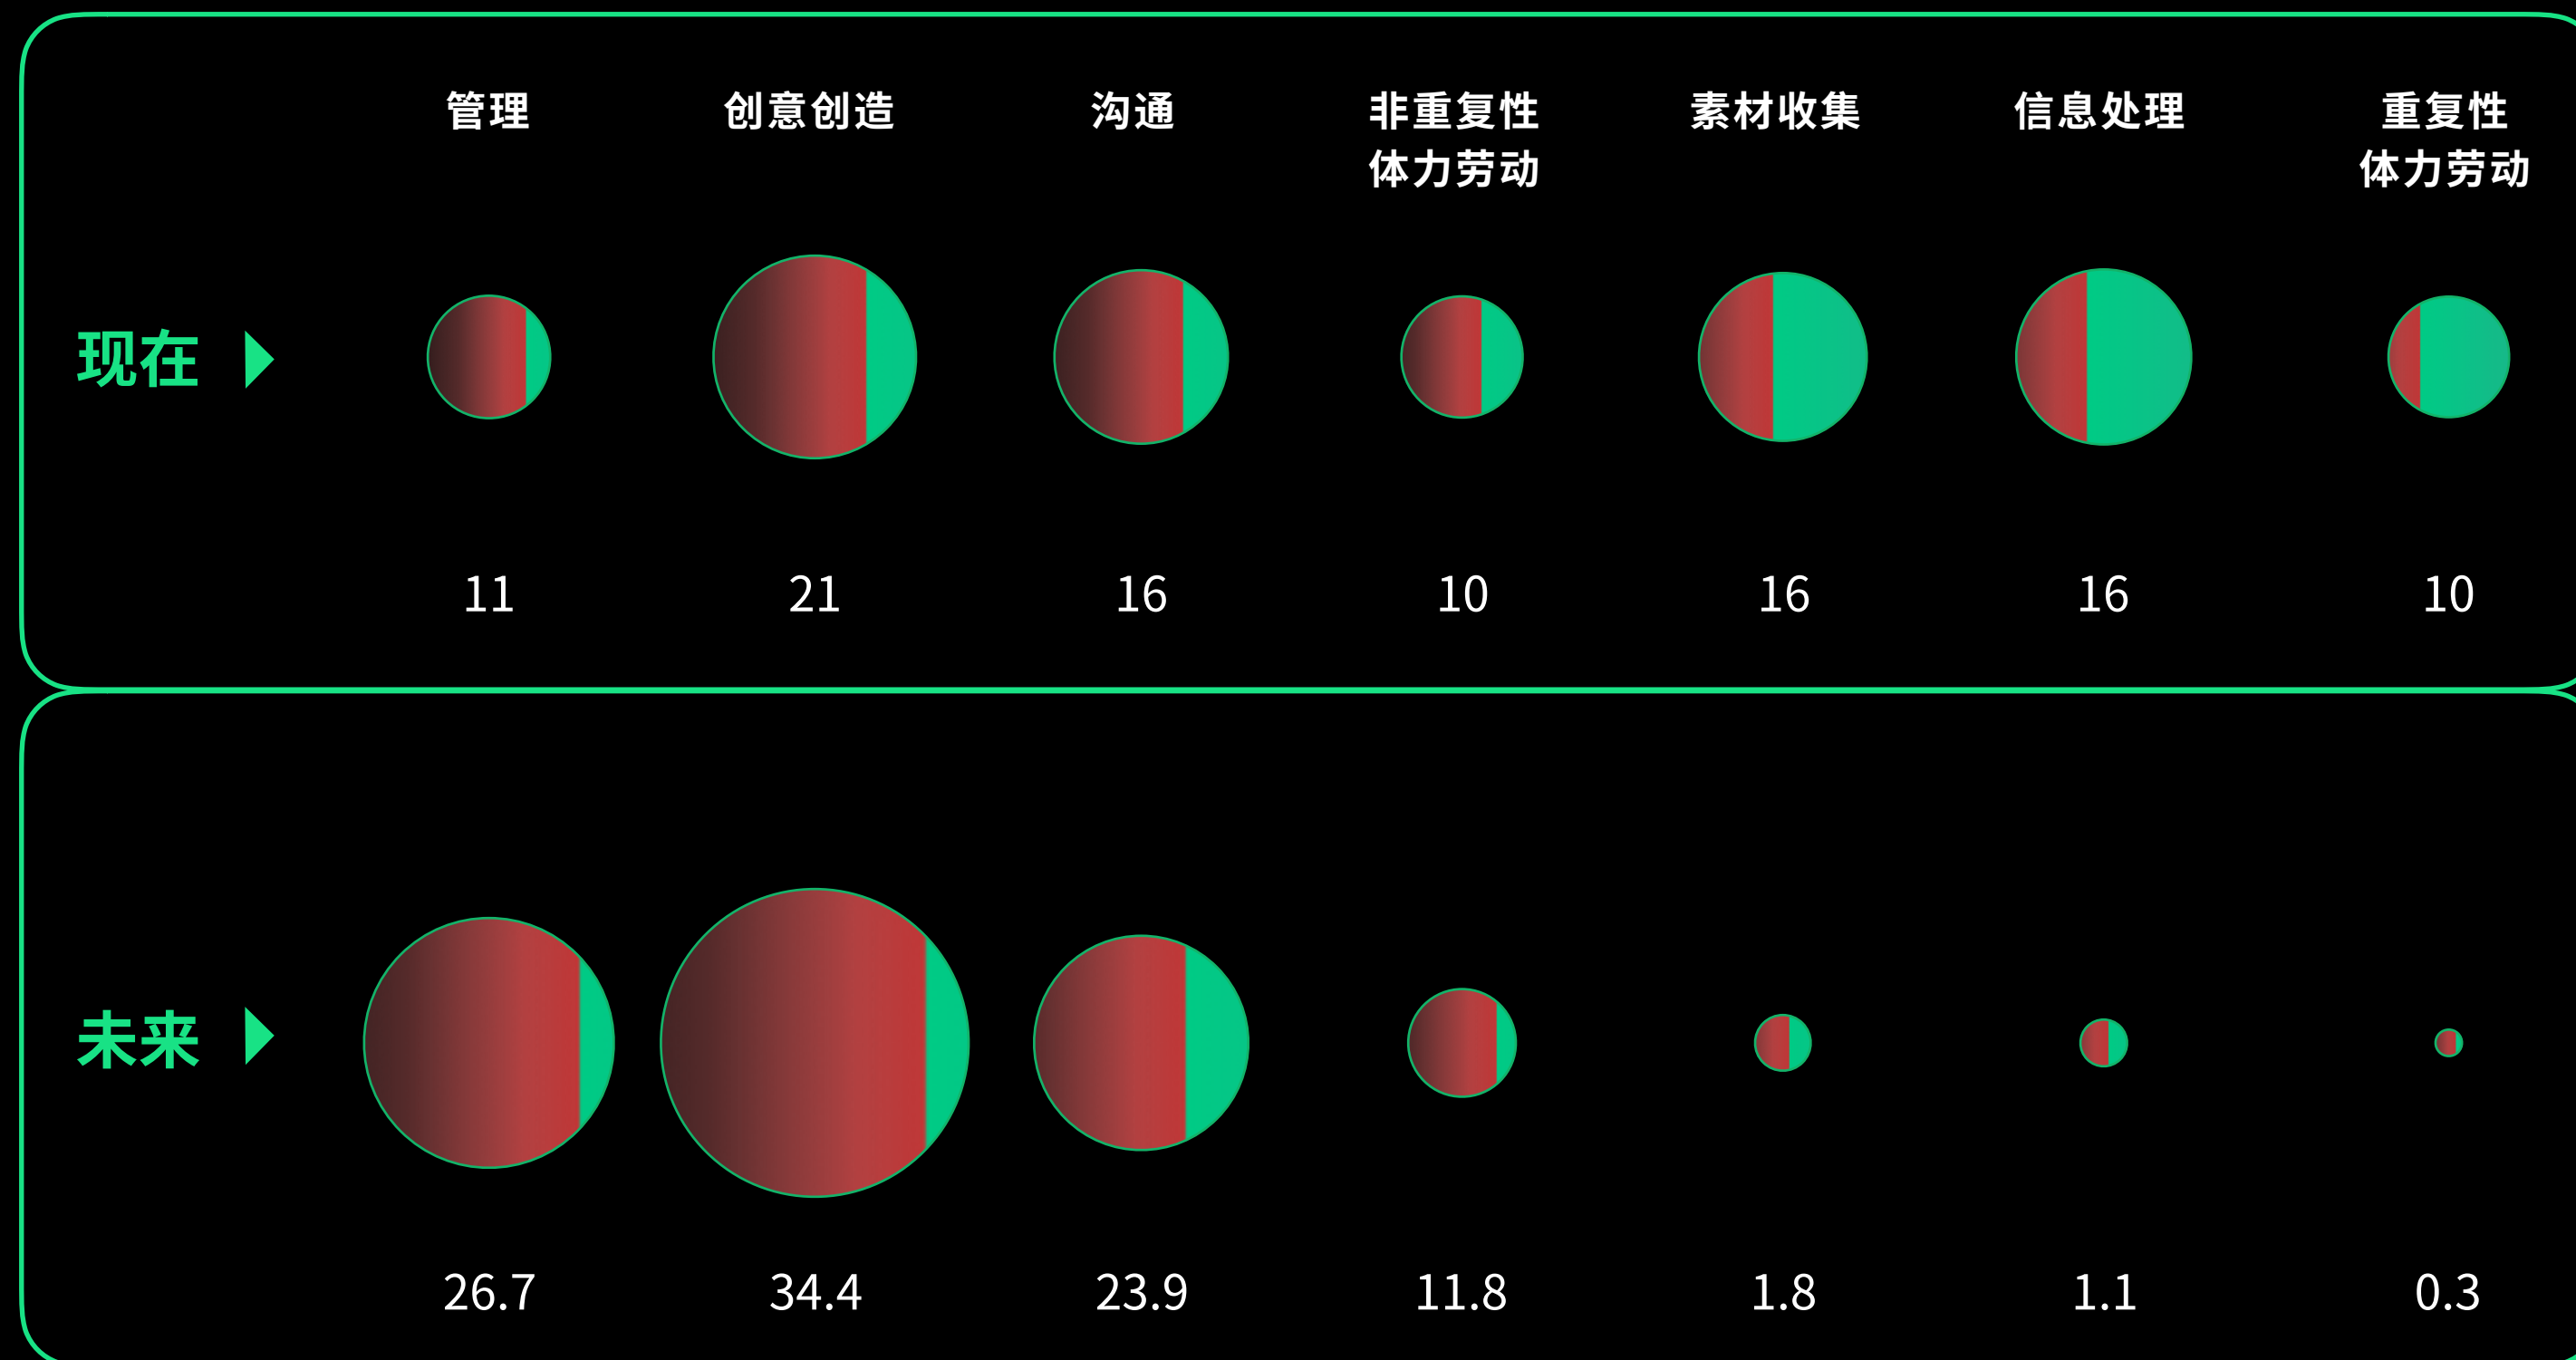 管理
创意创造
沟通
非重复性
体力劳动
素材收集
信息处理
重复性
体力劳动
现在
11
21
16
10
16
16
10
未来
26.7
34.4
23.9
11.8
1.8
1.1
0.3